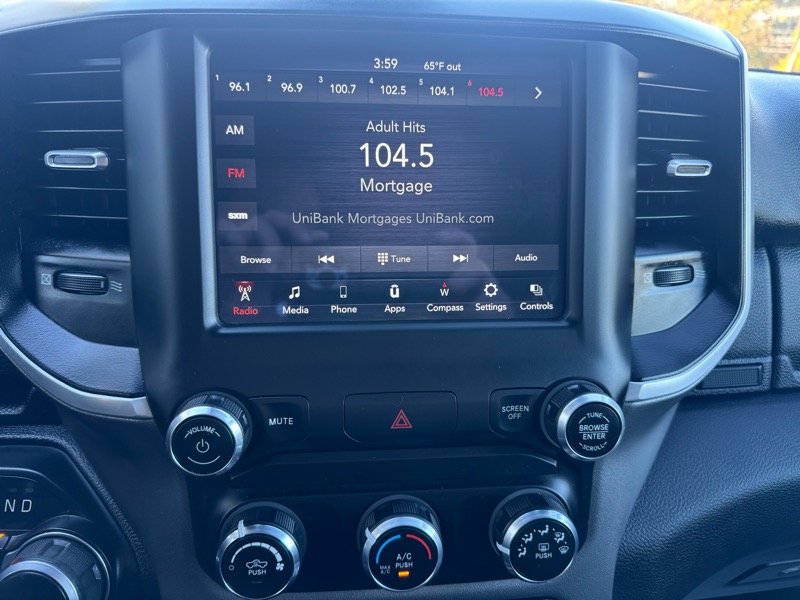 3:59 65°F out
1 96.1 2 96.9 3 100.7 4 102.5 5 104.1 6 104.5
AM
Adult Hits
104.5
FM
Mortgage
sxm
UniBank Mortgages UniBank.com
Browse Tune Audio
Radio Media Phone Apps W Compass Settings Controls
VOLUME
MUTE
SCREEN
OFF
TUNE
BROWSE
ENTER
SCROLL
N D
PUSH
A/C
PUSH
MAX
A/C
PUSH